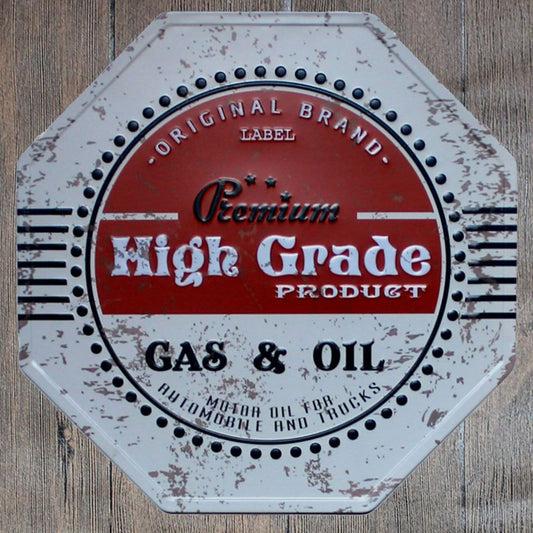 -ORIGINAL BRAND-
LABEL
Premium
High Grade
PRODUCT
GAS & OIL
MOTOR OIL FOR
AUTOMOBILE AND TRUCKS